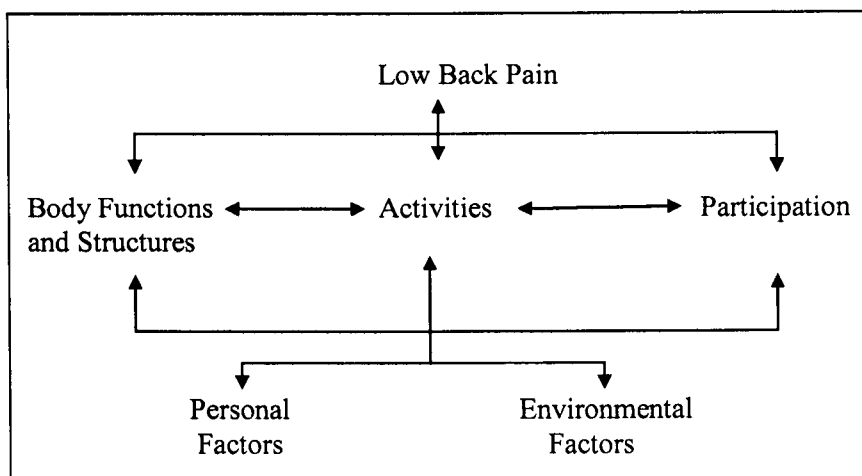 Low Back Pain
Body Functions
and Structures
Activities
Participation
Personal
Factors
Environmental
Factors